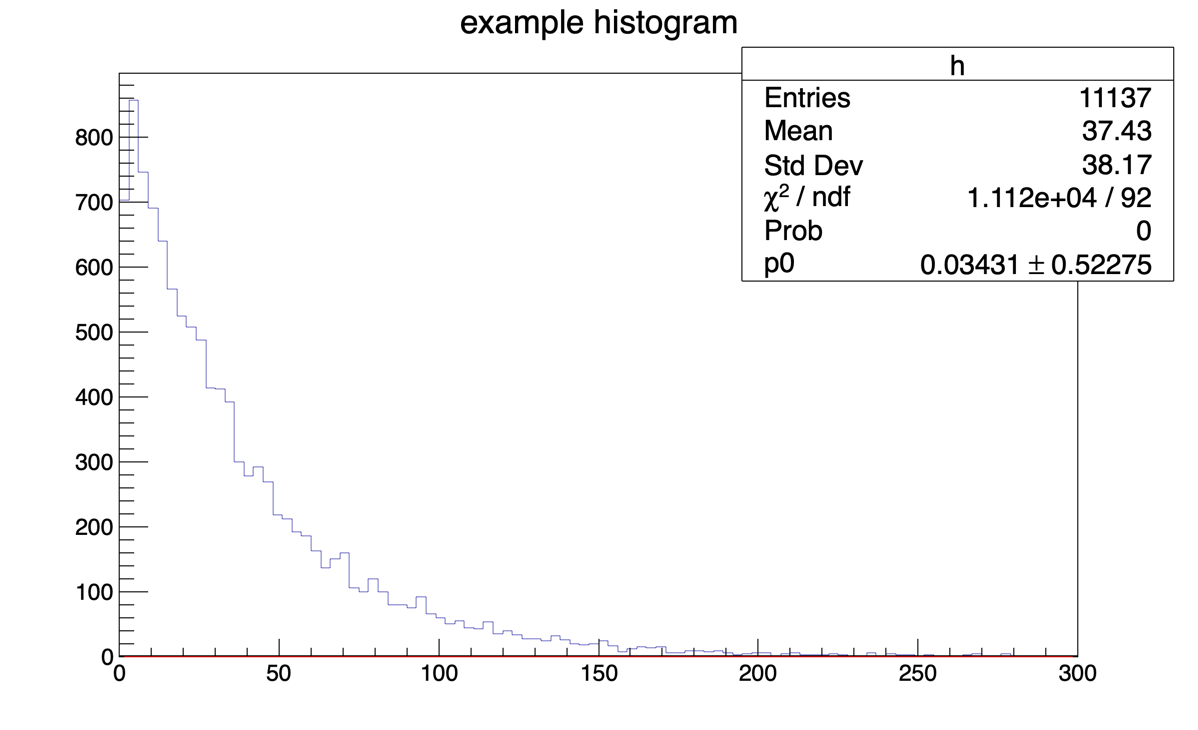 example histogram
h
Entries 11137
Mean 37.43
Std Dev 38.17
χ² / ndf 1.112e+04 / 92
Prob 0
p0 0.03431 ± 0.52275
800
700
600
500
400
300
200
100
0
0 50 100 150 200 250 300